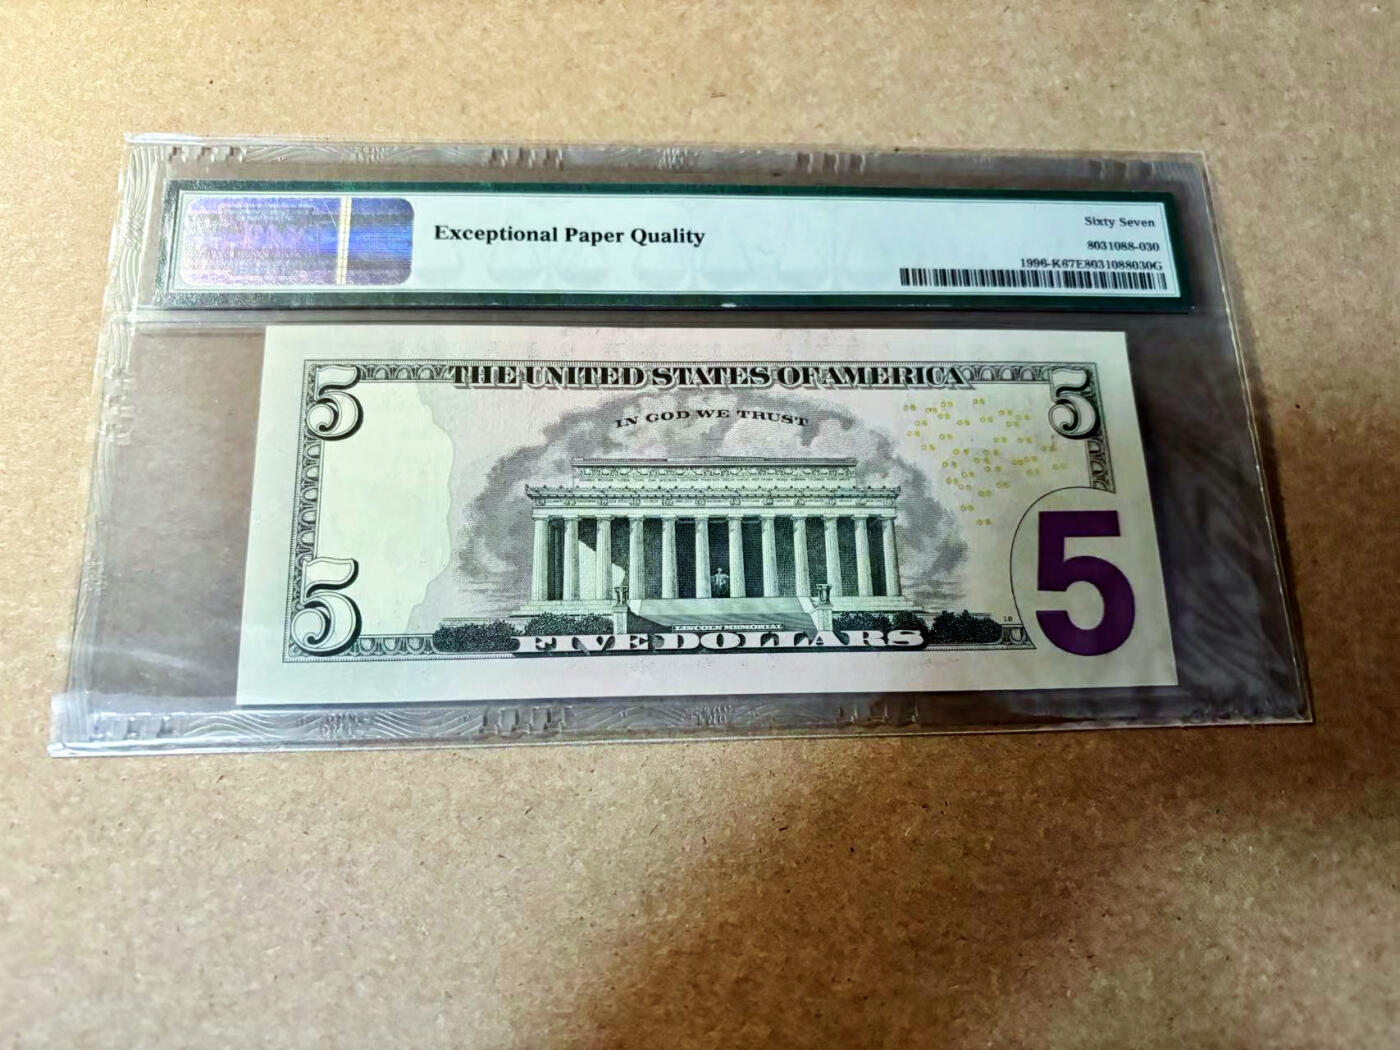 Exceptional Paper Quality
Sixty Seven
8031088-030
1996-K67E8031088030G
5 THE UNITED STATES OF AMERICA 5
IN GOD WE TRUST
5
5
LINCOLN MEMORIAL
18
FIVE DOLLARS